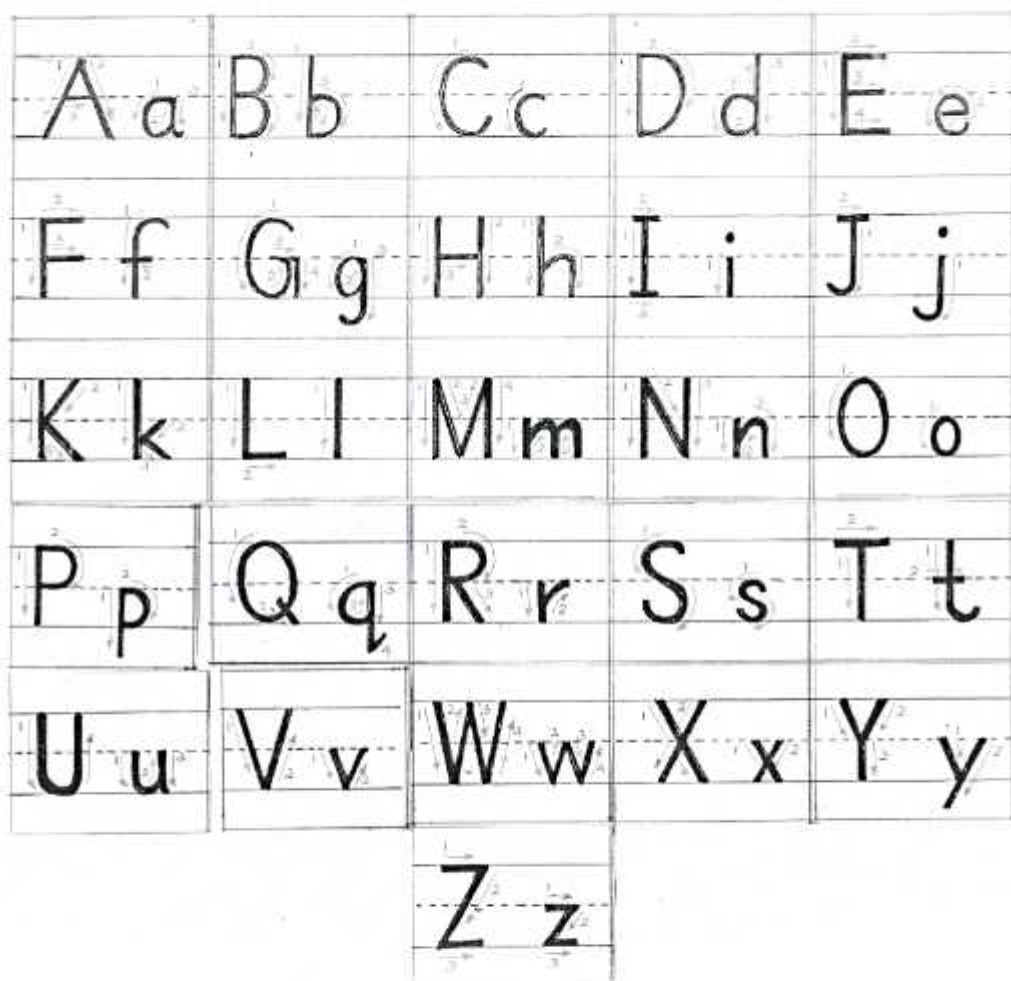 Aa Bb Cc Dd Ee
Ff Gg Hh Ii Jj
Kk Ll Mm Nn Oo
Pp Qq Rr Ss Tt
Uu Vv Ww Xx Yy
Zz